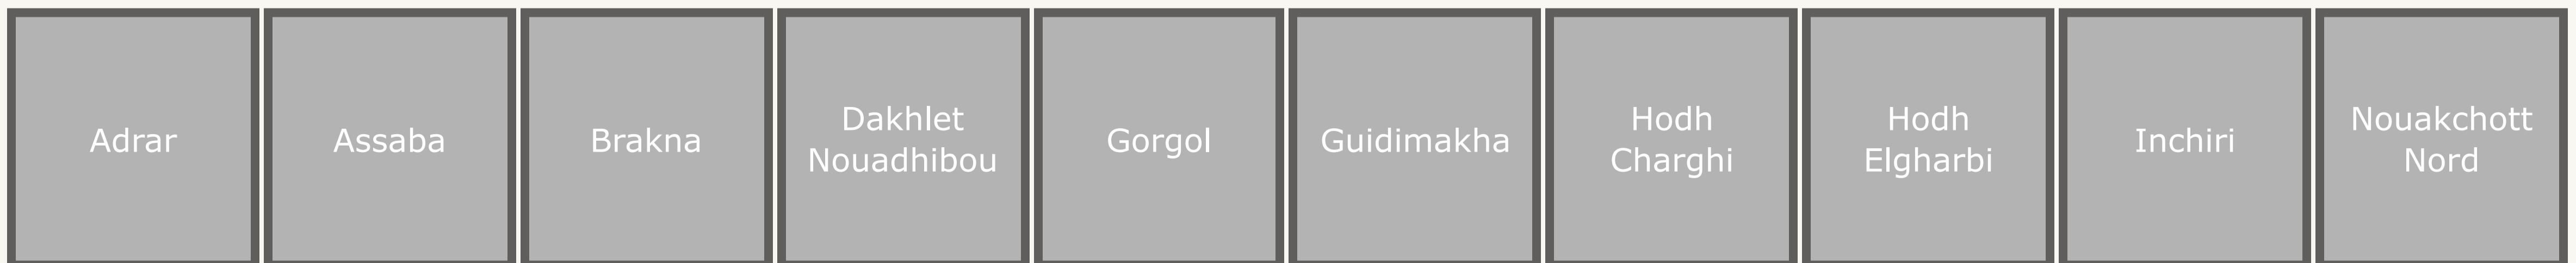 Adrar
Assaba
Brakna
Dakhlet
Nouadhibou
Gorgol
Guidimakha
Hodh
Charghi
Hodh
Elgharbi
Inchiri
Nouakchott
Nord